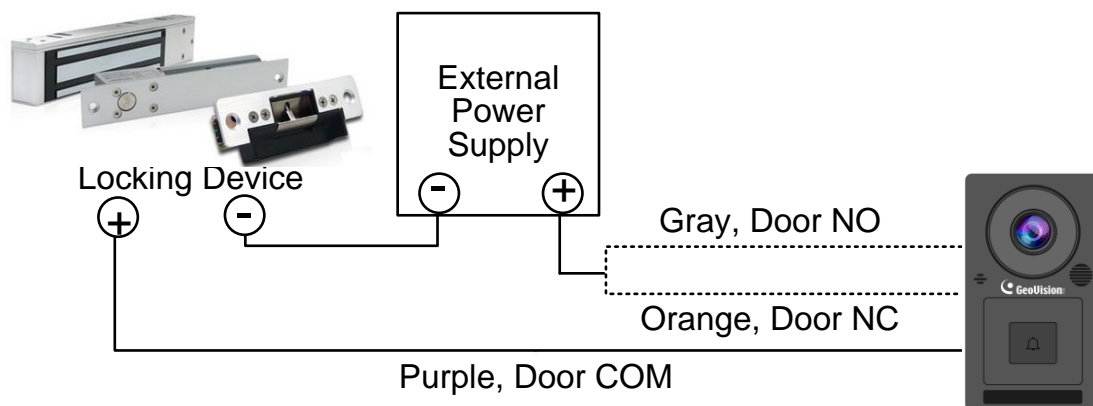 External
Power
Supply
Locking Device
+
-
-
+
Gray, Door NO
GeoVision
Orange, Door NC
Purple, Door COM